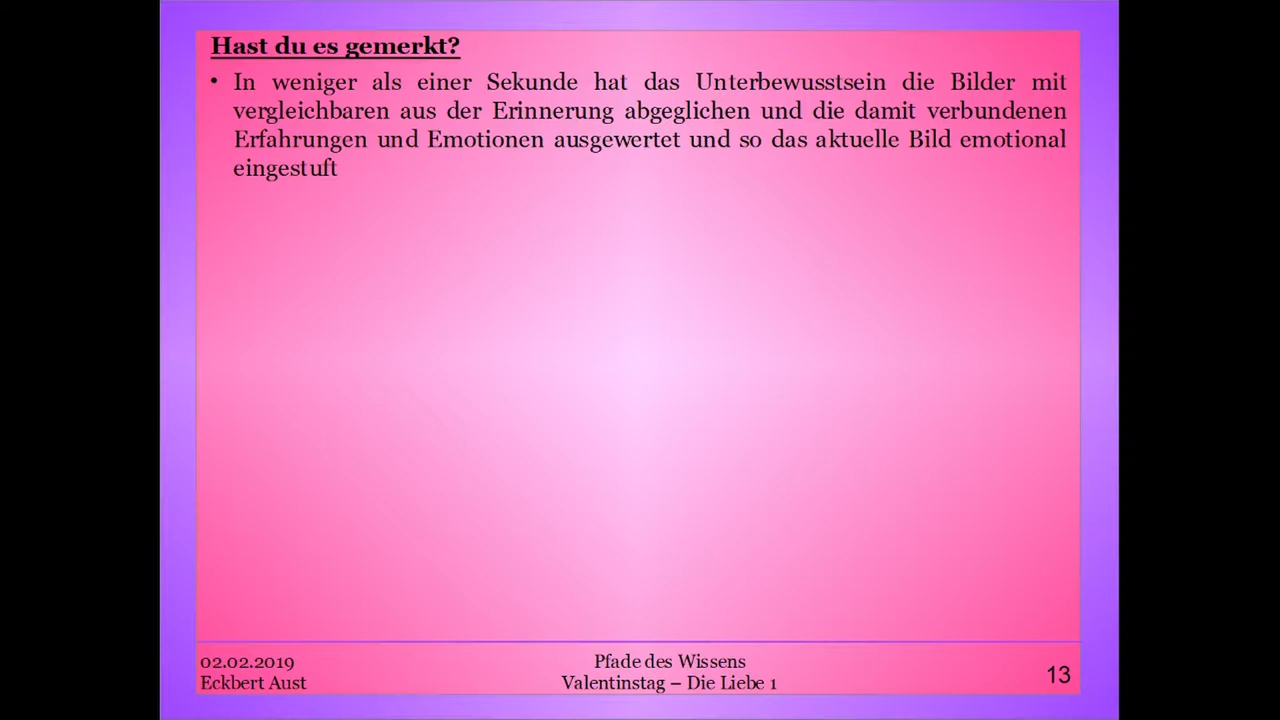 Hast du es gemerkt?
• In weniger als einer Sekunde hat das Unterbewusstsein die Bilder mit
vergleichbaren aus der Erinnerung abgeglichen und die damit verbundenen
Erfahrungen und Emotionen ausgewertet und so das aktuelle Bild emotional
eingestuft
02.02.2019
Eckbert Aust
Pfade des Wissens
Valentinstag – Die Liebe 1
13